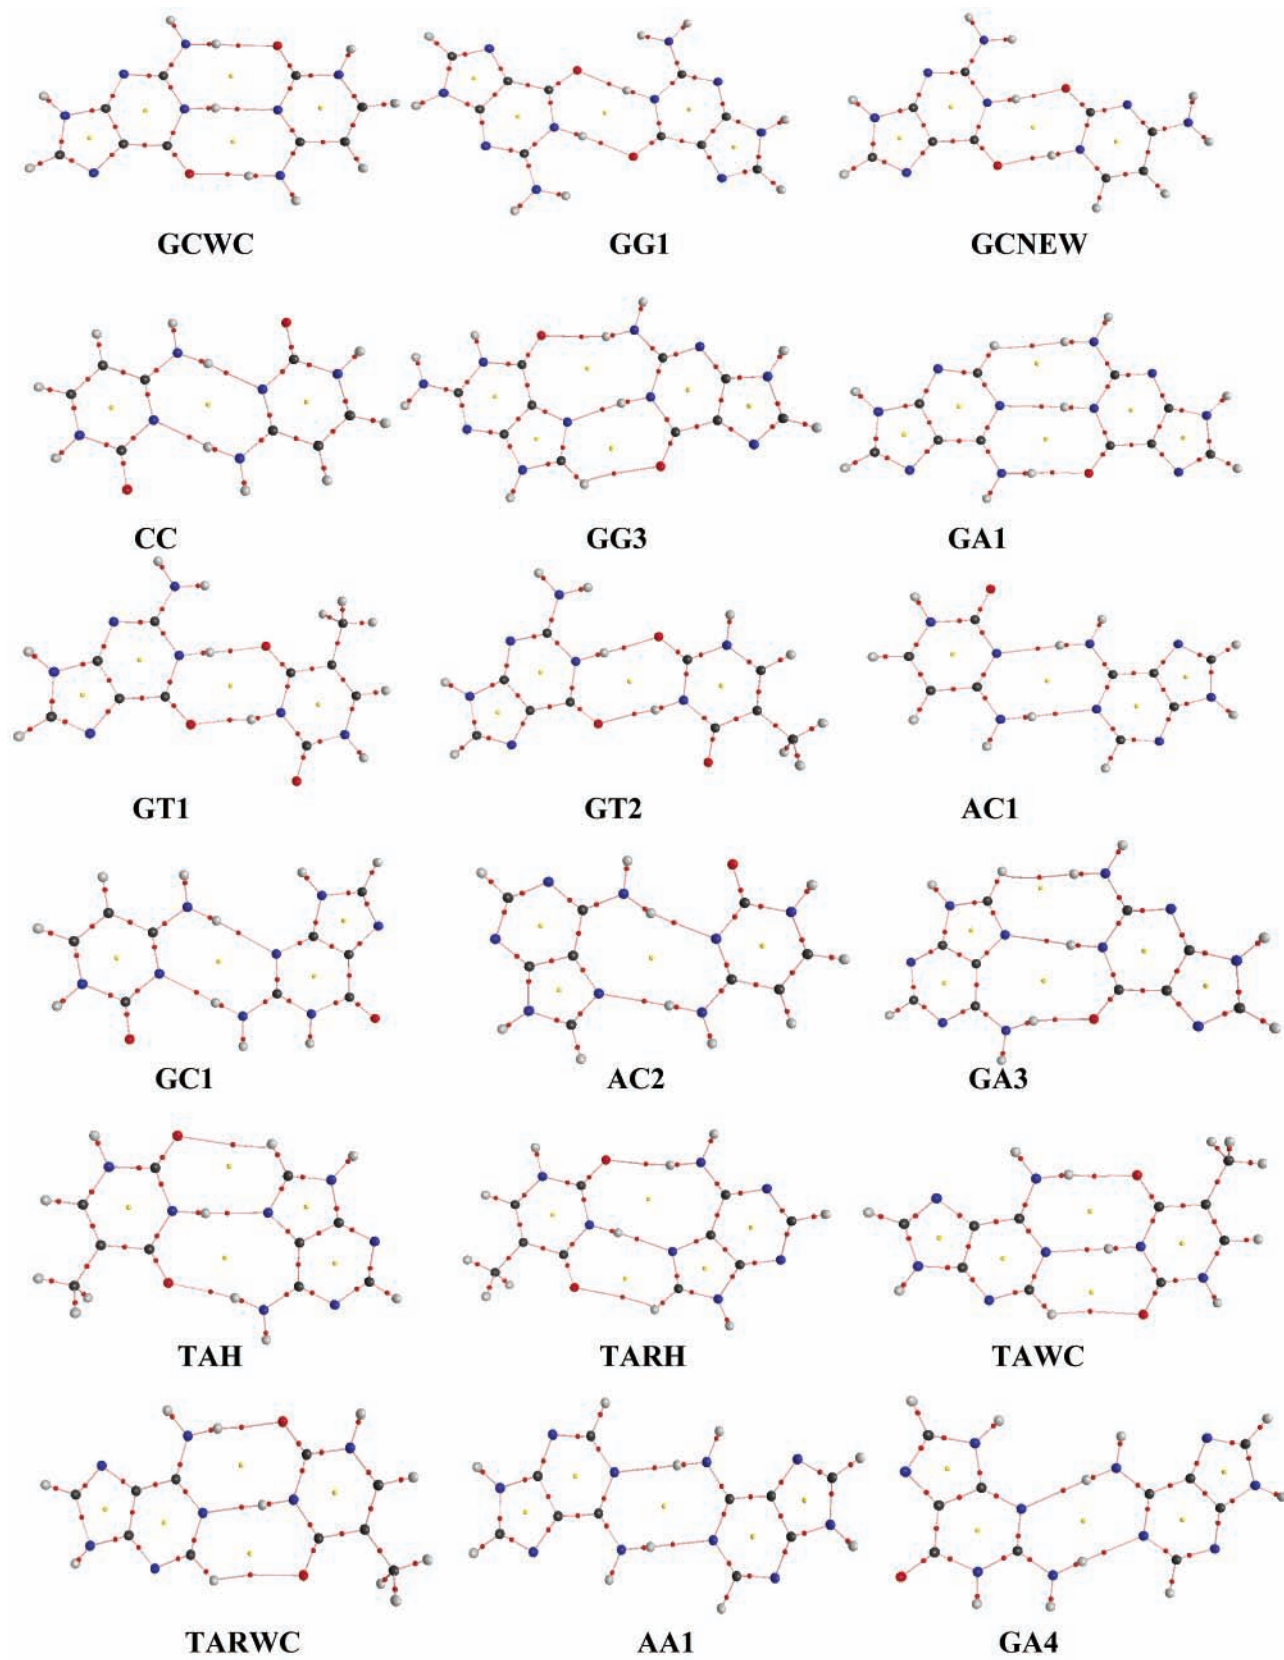 GCWC GG1 GCNEW
CC GG3 GA1
GT1 GT2 AC1
GC1 AC2 GA3
TAH TARH TAWC
TARWC AA1 GA4